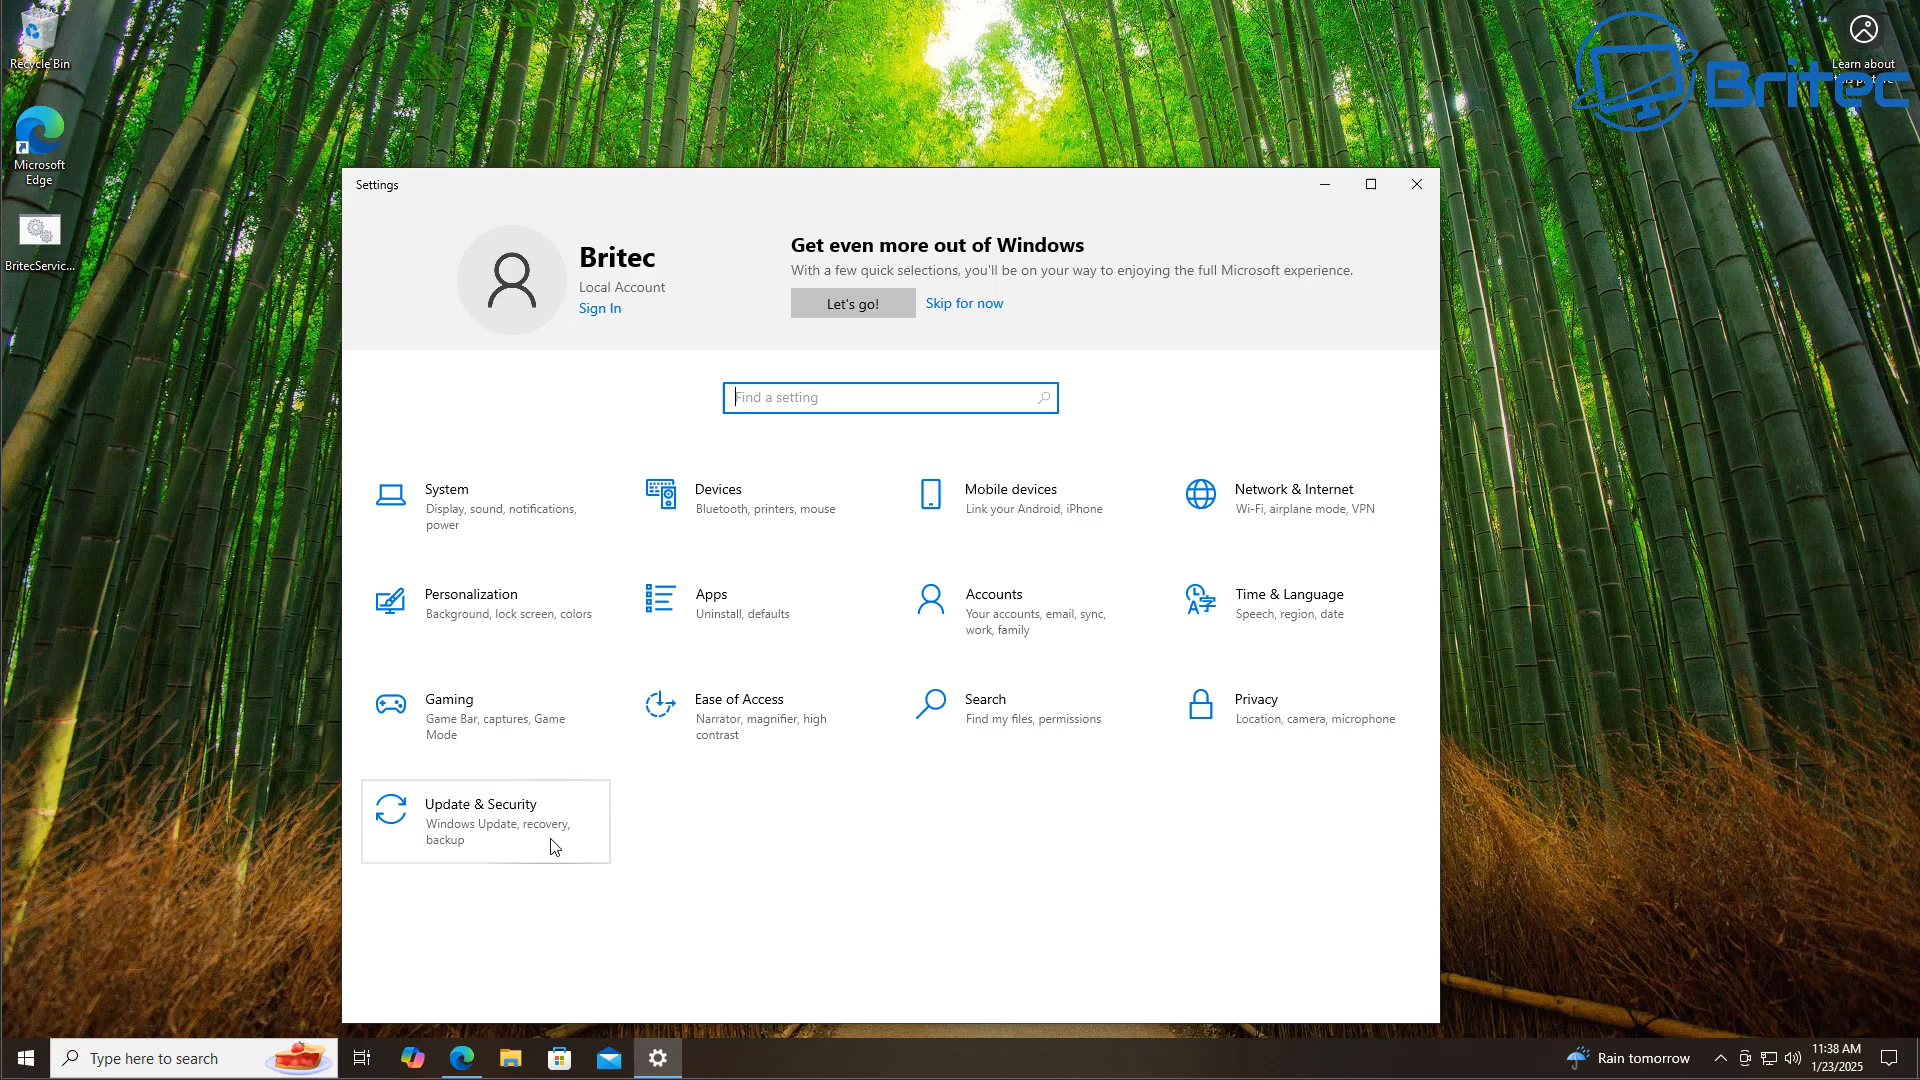 Recycle Bin
Learn about
Britec
Microsoft
Edge
BritecServic...
Settings
Britec
Local Account
Sign In
Get even more out of Windows
With a few quick selections, you'll be on your way to enjoying the full Microsoft experience.
Let's go!
Skip for now
Find a setting
System
Display, sound, notifications,
power
Devices
Bluetooth, printers, mouse
Mobile devices
Link your Android, iPhone
Network & Internet
Wi-Fi, airplane mode, VPN
Personalization
Background, lock screen, colors
Apps
Uninstall, defaults
Accounts
Your accounts, email, sync,
work, family
Time & Language
Speech, region, date
Gaming
Game Bar, captures, Game
Mode
Ease of Access
Narrator, magnifier, high
contrast
Search
Find my files, permissions
Privacy
Location, camera, microphone
Update & Security
Windows Update, recovery,
backup
Type here to search
Rain tomorrow
11:38 AM
1/23/2025